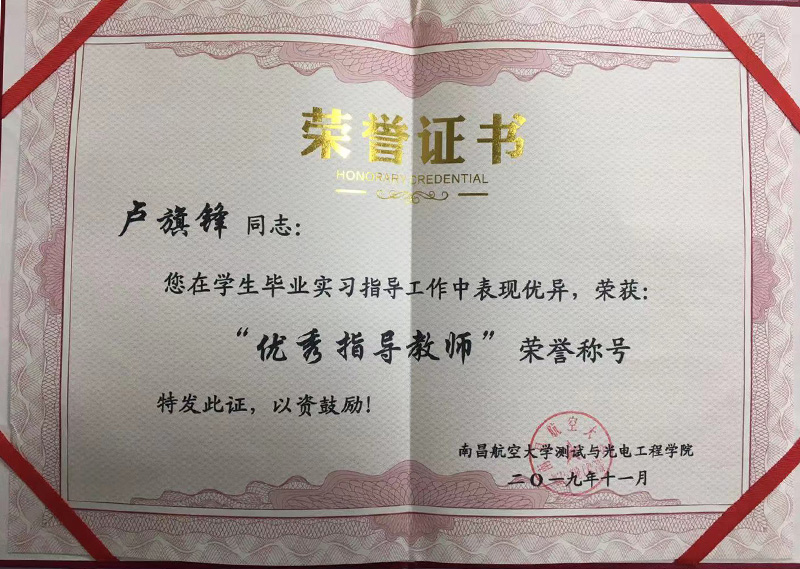 荣誉证书
HONORARY CREDENTIAL
卢旗锋 同志：
您在学生毕业实习指导工作中表现优异，荣获：
“优秀指导教师”荣誉称号
特发此证，以资鼓励！
南昌航空大学测试与光电工程学院
二〇一九年十一月